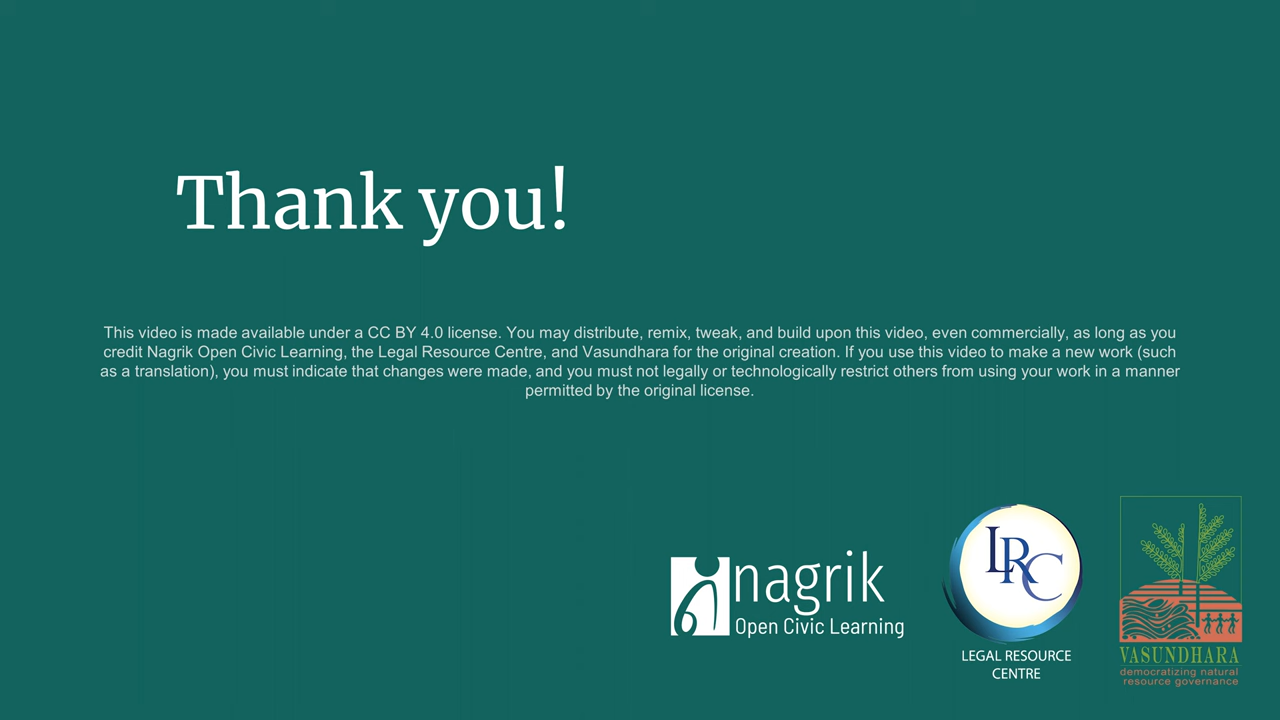 Thank you!
This video is made available under a CC BY 4.0 license. You may distribute, remix, tweak, and build upon this video, even commercially, as long as you
credit Nagrik Open Civic Learning, the Legal Resource Centre, and Vasundhara for the original creation. If you use this video to make a new work (such
as a translation), you must indicate that changes were made, and you must not legally or technologically restrict others from using your work in a manner
permitted by the original license.
nagrik
Open Civic Learning
LRC
LEGAL RESOURCE
CENTRE
VASUNDHARA
democratizing natural
resource governance